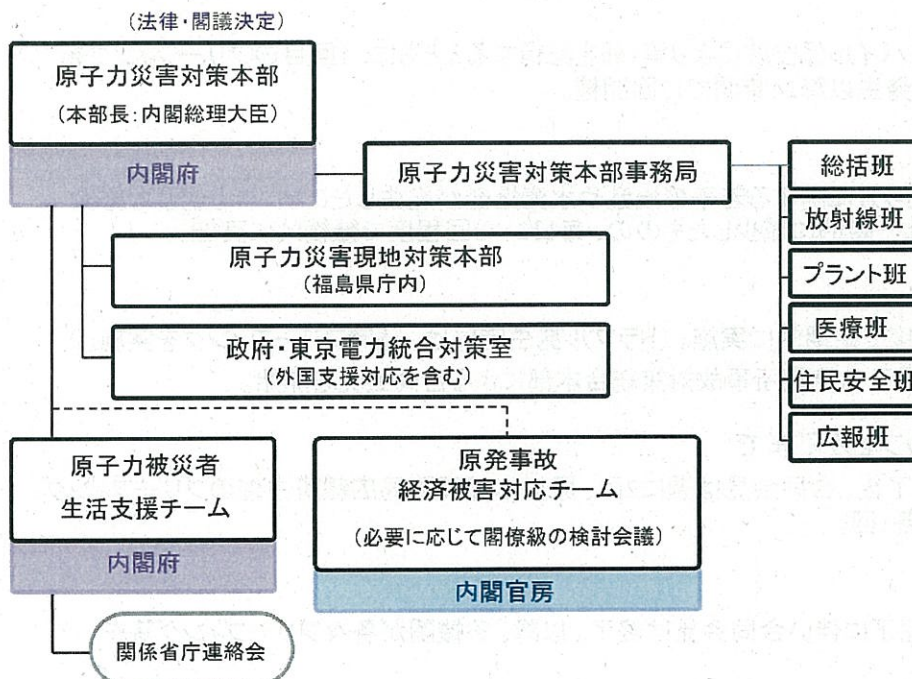 (法律・閣議決定)
原子力災害対策本部
(本部長：内閣総理大臣)
内閣府
原子力災害対策本部事務局
総括班
放射線班
プラント班
医療班
住民安全班
広報班
原子力災害現地対策本部
(福島県庁内)
政府・東京電力統合対策室
(外国支援対応を含む)
原子力被災者
生活支援チーム
内閣府
関係省庁連絡会
原発事故
経済被害対応チーム
(必要に応じて閣僚級の検討会議)
内閣官房